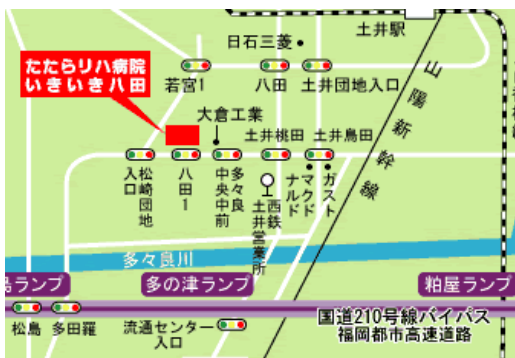 土井駅
日石三菱
たたらリハ病院
いきいき八田
若宮1
八田
土井団地入口
山陽新幹線
大倉工業
土井桃田
土井鳥田
松崎団地
入口
八田1
多々良
中央中前
西鉄
土井営業所
マクド
ナルド
ガスト
多々良川
島ランプ
多の津ランプ
粕屋ランプ
国道210号線バイパス
福岡都市高速道路
松島
多田羅
流通センター
入口